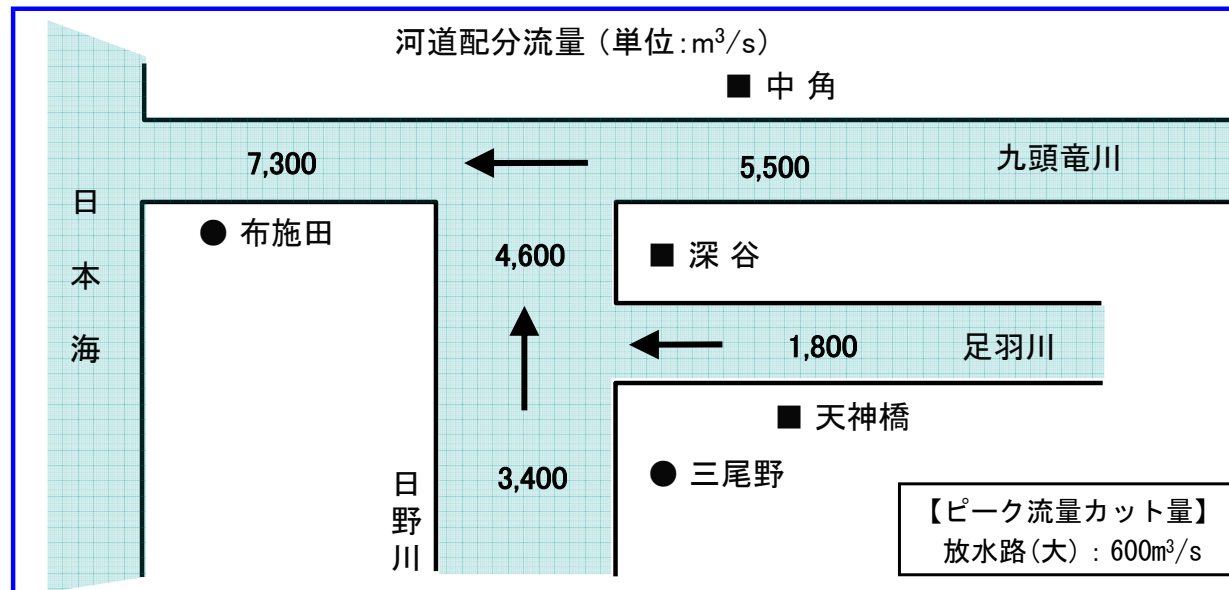 河道配分流量（単位:m³/s）
■ 中 角
7,300
5,500
九頭竜川
日本海
● 布施田
4,600
■ 深 谷
1,800
足羽川
■ 天神橋
3,400
● 三尾野
日野川
【ピーク流量カット量】
放水路（大）：600m³/s